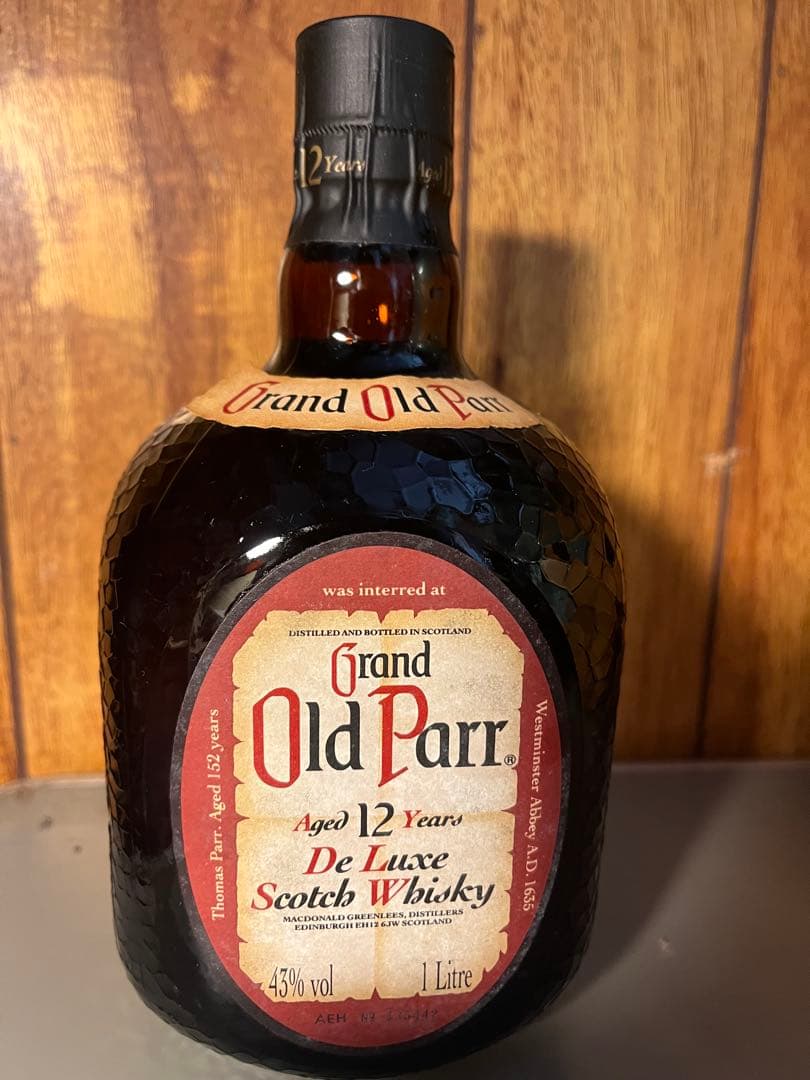 12 Years
Aged
Grand Old Parr
was interred at
DISTILLED AND BOTTLED IN SCOTLAND
Grand
Old Parr®
Thomas Parr. Aged 152 years
Westminster Abbey A.D. 1635
Aged 12 Years
De Luxe
Scotch Whisky
MACDONALD GREENLEES, DISTILLERS
EDINBURGH EH12 6JW SCOTLAND
43% vol 1 Litre
AEH